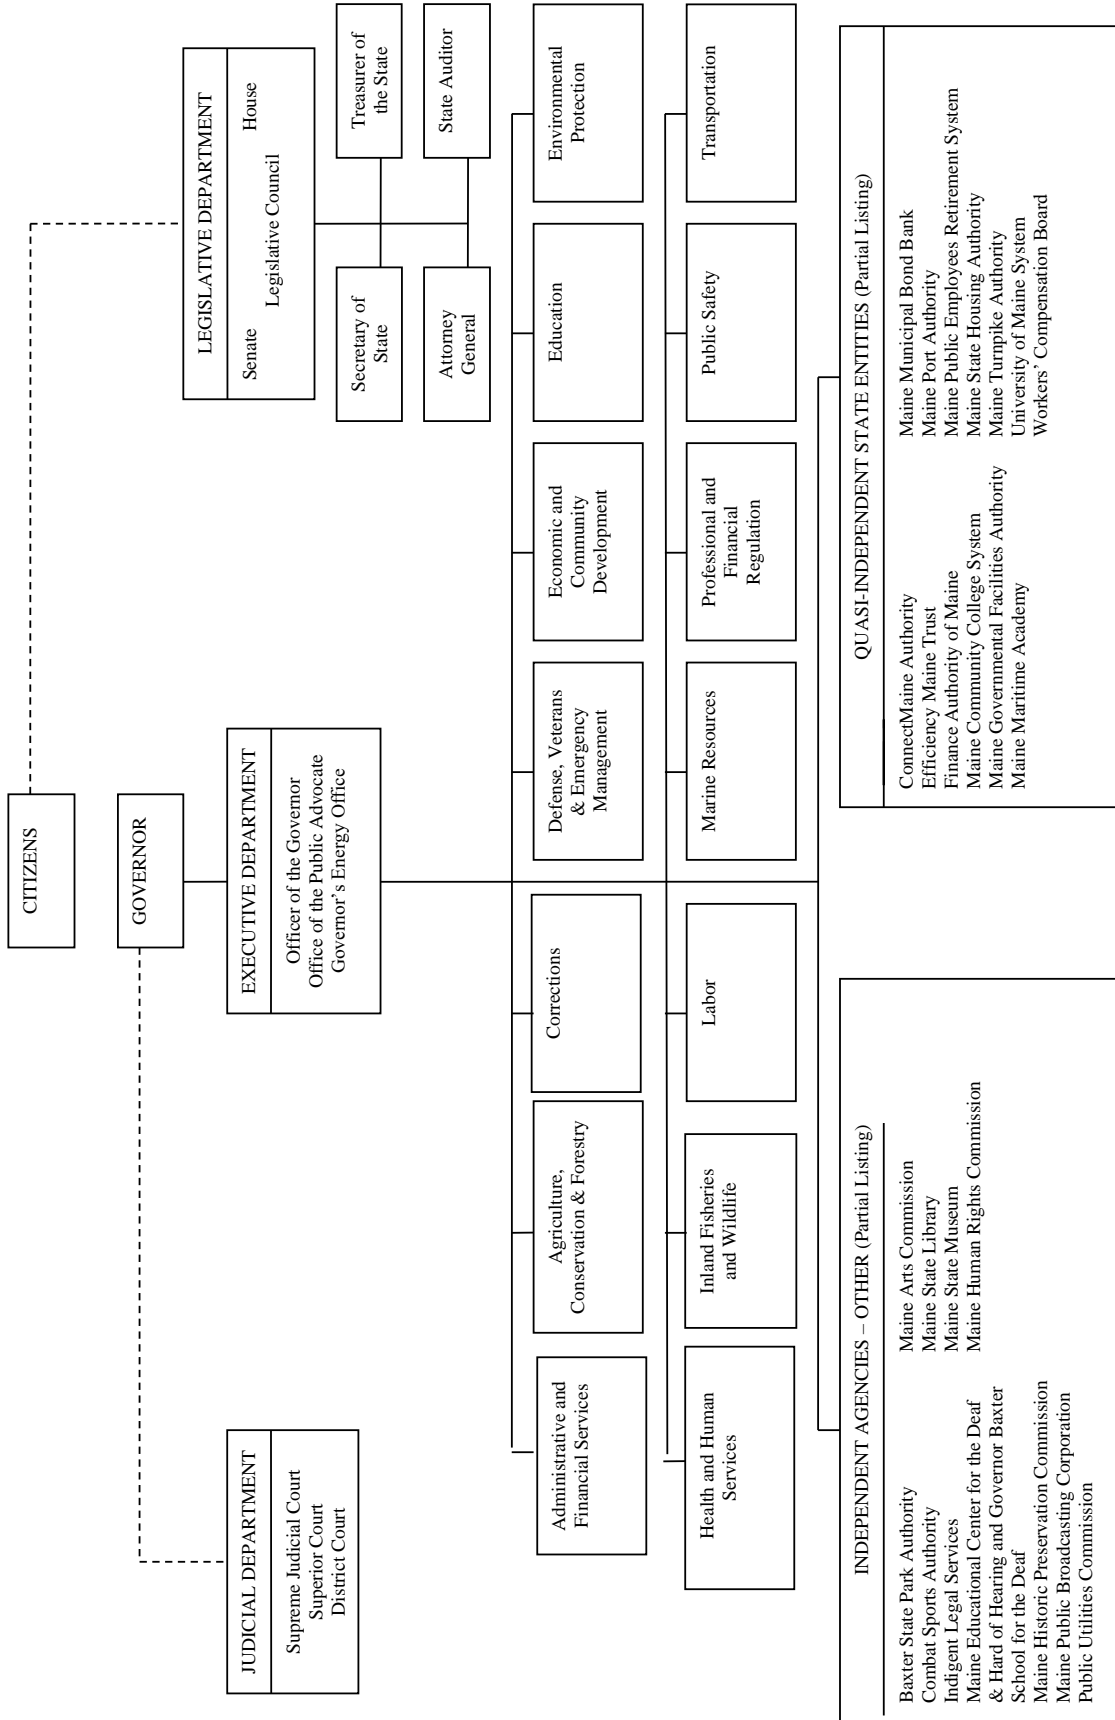 CITIZENS
GOVERNOR
JUDICIAL DEPARTMENT
Supreme Judicial Court
Superior Court
District Court
EXECUTIVE DEPARTMENT
Officer of the Governor
Office of the Public Advocate
Governor's Energy Office
LEGISLATIVE DEPARTMENT
Senate House
Legislative Council
Secretary of
State
Treasurer of
the State
Attorney
General
State Auditor
Administrative and
Financial Services
Agriculture,
Conservation & Forestry
Corrections
Defense, Veterans
& Emergency
Management
Economic and
Community
Development
Education
Environmental
Protection
Health and Human
Services
Inland Fisheries
and Wildlife
Labor
Marine Resources
Professional and
Financial
Regulation
Public Safety
Transportation
INDEPENDENT AGENCIES – OTHER (Partial Listing)
Baxter State Park Authority
Combat Sports Authority
Indigent Legal Services
Maine Educational Center for the Deaf
& Hard of Hearing and Governor Baxter
School for the Deaf
Maine Historic Preservation Commission
Maine Public Broadcasting Corporation
Public Utilities Commission
Maine Arts Commission
Maine State Library
Maine State Museum
Maine Human Rights Commission
QUASI-INDEPENDENT STATE ENTITIES (Partial Listing)
ConnectMaine Authority
Efficiency Maine Trust
Finance Authority of Maine
Maine Community College System
Maine Governmental Facilities Authority
Maine Maritime Academy
Maine Municipal Bond Bank
Maine Port Authority
Maine Public Employees Retirement System
Maine State Housing Authority
Maine Turnpike Authority
University of Maine System
Workers' Compensation Board